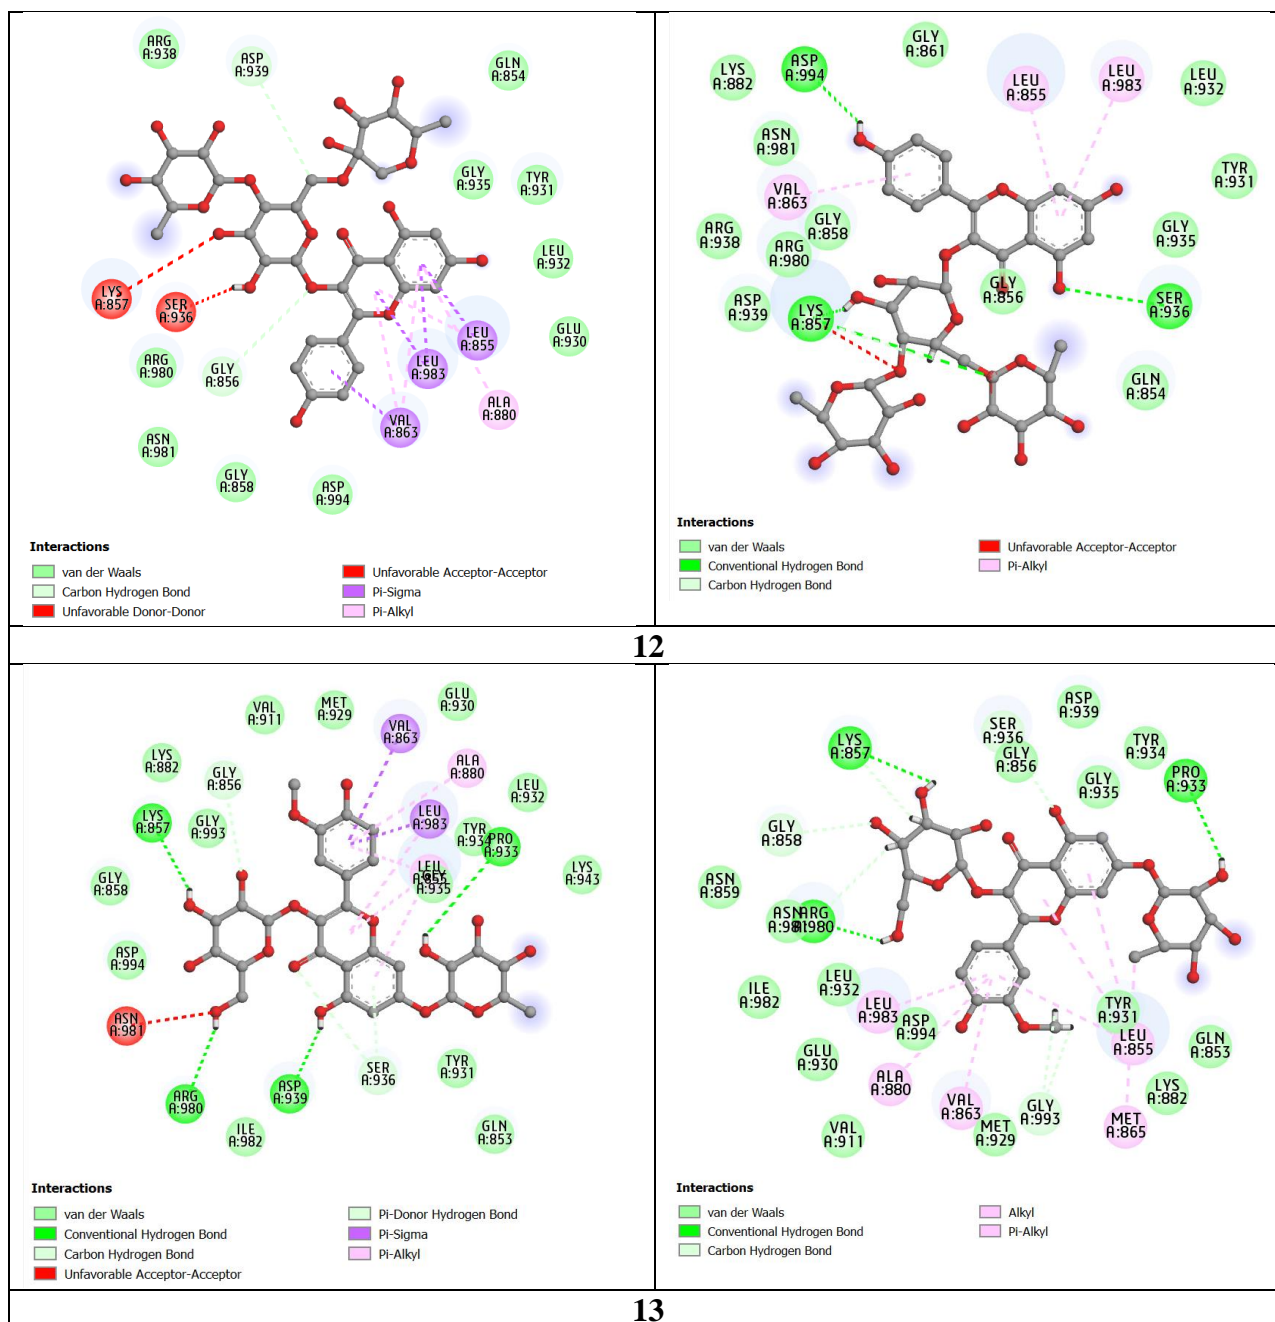 ARG
A:938
ASP
A:939
GLN
A:854
GLY
A:935
TYR
A:931
LEU
A:932
LYS
A:857
SER
A:936
GLU
A:930
LEU
A:855
ARG
A:980
GLY
A:856
LEU
A:983
ALA
A:880
VAL
A:863
ASN
A:981
GLY
A:858
ASP
A:994
Interactions
van der Waals
Carbon Hydrogen Bond
Unfavorable Donor-Donor
Unfavorable Acceptor-Acceptor
Pi-Sigma
Pi-Alkyl
GLY
A:861
ASP
A:994
LYS
A:882
LEU
A:855
LEU
A:983
LEU
A:932
ASN
A:981
TYR
A:931
VAL
A:863
ARG
A:938
GLY
A:858
ARG
A:980
GLY
A:935
GLY
A:856
ASP
A:939
LYS
A:857
SER
A:936
GLN
A:854
Interactions
van der Waals
Conventional Hydrogen Bond
Carbon Hydrogen Bond
Unfavorable Acceptor-Acceptor
Pi-Alkyl
12
VAL
A:911
MET
A:929
GLU
A:930
VAL
A:863
LYS
A:882
GLY
A:856
ALA
A:880
LEU
A:932
LYS
A:857
GLY
A:993
LEU
A:983
TYR
A:934
PRO
A:933
LEU
A:855
GLY
A:935
LYS
A:943
GLY
A:858
ASP
A:994
ASN
A:981
SER
A:936
TYR
A:931
ARG
A:980
ASP
A:939
ILE
A:982
GLN
A:853
Interactions
van der Waals
Conventional Hydrogen Bond
Carbon Hydrogen Bond
Unfavorable Acceptor-Acceptor
Pi-Donor Hydrogen Bond
Pi-Sigma
Pi-Alkyl
ASP
A:939
SER
A:936
LYS
A:857
GLY
A:856
TYR
A:934
GLY
A:935
PRO
A:933
GLY
A:858
ASN
A:859
ASN
A:981
ARG
A:980
ILE
A:982
LEU
A:932
LEU
A:983
ASP
A:994
TYR
A:931
LEU
A:855
GLN
A:853
GLU
A:930
ALA
A:880
VAL
A:863
GLY
A:993
LYS
A:882
MET
A:865
VAL
A:911
MET
A:929
Interactions
van der Waals
Conventional Hydrogen Bond
Carbon Hydrogen Bond
Alkyl
Pi-Alkyl
13